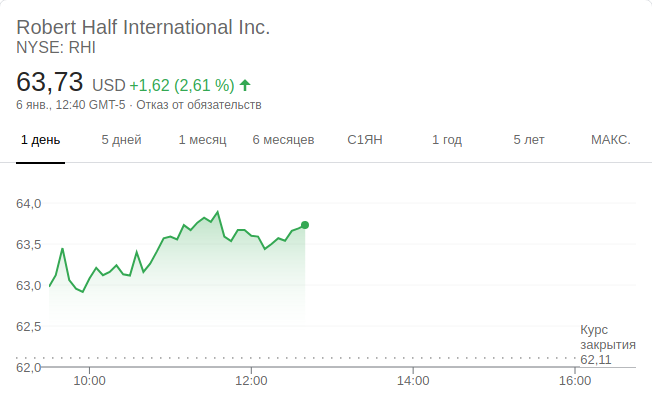 Robert Half International Inc.
NYSE: RHI
63,73 USD +1,62 (2,61 %)
6 янв., 12:40 GMT-5 · Отказ от обязательств
1 день 5 дней 1 месяц 6 месяцев С1ЯН 1 год 5 лет МАКС.
64,0
63,5
63,0
62,5
Курс
закрытия
62,11
62,0
10:00 12:00 14:00 16:00